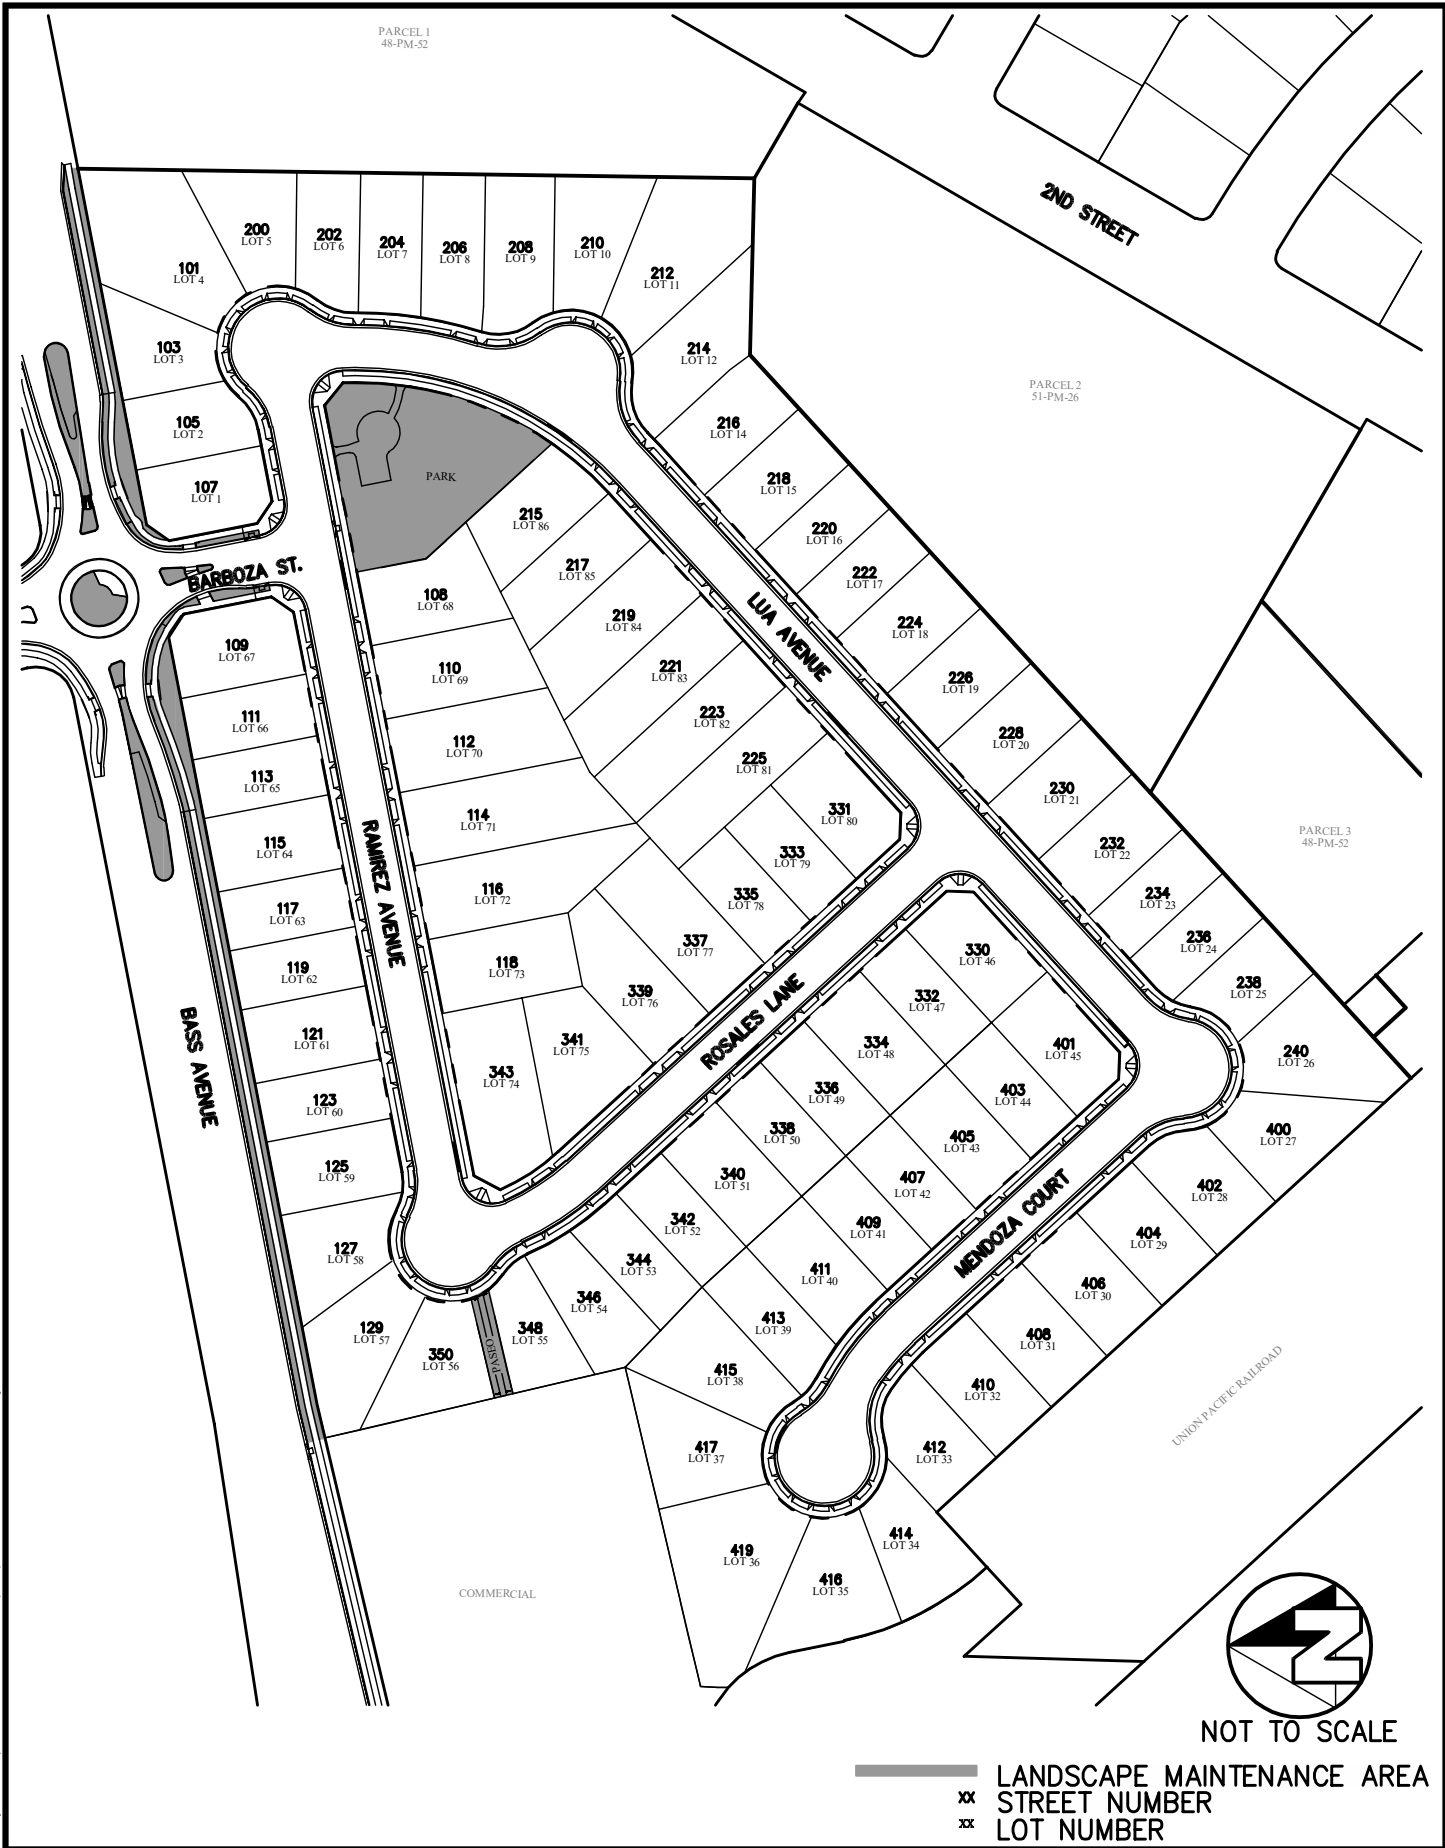 PARCEL 1
48-PM-52
2ND STREET
200
LOT 5
202
LOT 6
204
LOT 7
206
LOT 8
208
LOT 9
210
LOT 10
101
LOT 4
212
LOT 11
103
LOT 3
214
LOT 12
PARCEL 2
51-PM-26
105
LOT 2
216
LOT 14
107
LOT 1
PARK
218
LOT 15
215
LOT 86
220
LOT 16
BARBOZA ST.
217
LOT 85
222
LOT 17
108
LOT 68
219
LOT 84
LUA AVENUE
224
LOT 18
109
LOT 67
110
LOT 69
221
LOT 83
226
LOT 19
111
LOT 66
112
LOT 70
223
LOT 82
228
LOT 20
113
LOT 65
225
LOT 81
230
LOT 21
114
LOT 71
331
LOT 80
PARCEL 3
48-PM-52
115
LOT 64
RAMIREZ AVENUE
333
LOT 79
232
LOT 22
116
LOT 72
335
LOT 78
234
LOT 23
117
LOT 63
337
LOT 77
330
LOT 46
236
LOT 24
119
LOT 62
118
LOT 73
339
LOT 76
332
LOT 47
238
LOT 25
BASS AVENUE
121
LOT 61
341
LOT 75
ROSALES LANE
334
LOT 48
401
LOT 45
240
LOT 26
343
LOT 74
123
LOT 60
336
LOT 49
403
LOT 44
338
LOT 50
405
LOT 43
400
LOT 27
125
LOT 59
340
LOT 51
407
LOT 42
402
LOT 28
127
LOT 58
342
LOT 52
409
LOT 41
MENDOZA COURT
404
LOT 29
344
LOT 53
411
LOT 40
406
LOT 30
346
LOT 54
129
LOT 57
348
LOT 55
413
LOT 39
408
LOT 31
350
LOT 56
PASEO
415
LOT 38
410
LOT 32
UNION PACIFIC RAILROAD
417
LOT 37
412
LOT 33
419
LOT 36
414
LOT 34
416
LOT 35
COMMERCIAL
N
NOT TO SCALE
LANDSCAPE MAINTENANCE AREA
XX STREET NUMBER
XX LOT NUMBER